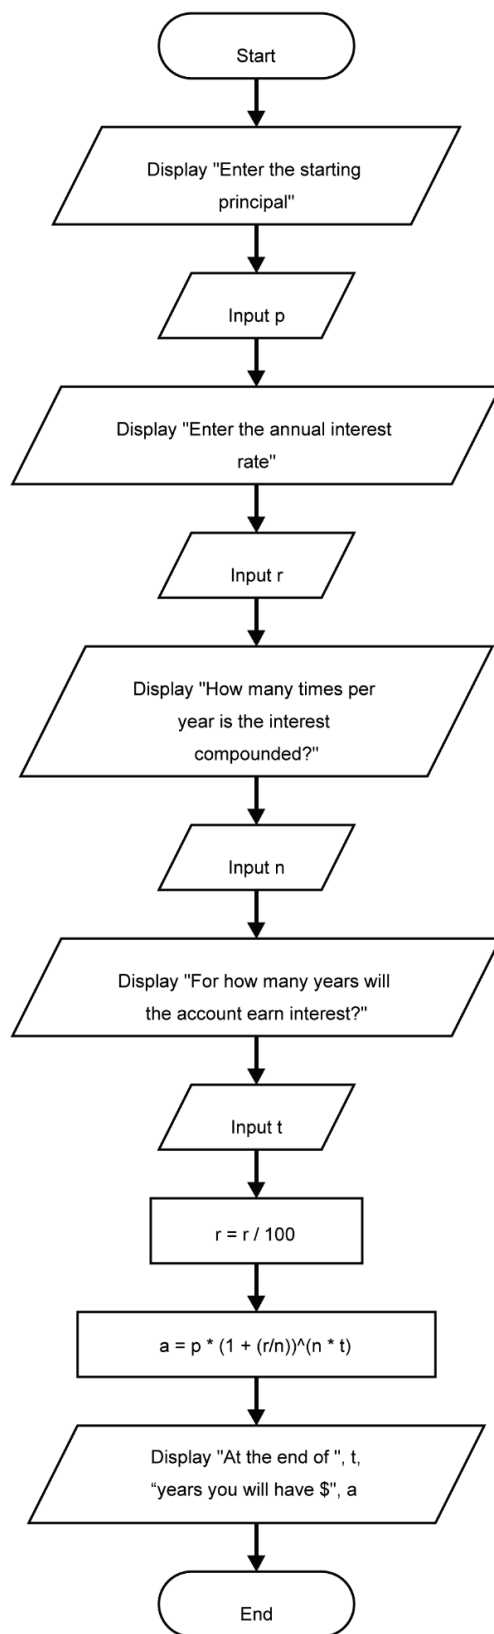 Start
Display "Enter the starting
principal"
Input p
Display "Enter the annual interest
rate"
Input r
Display "How many times per
year is the interest
compounded?"
Input n
Display "For how many years will
the account earn interest?"
Input t
r = r / 100
a = p * (1 + (r/n))^(n * t)
Display "At the end of ", t,
“years you will have $", a
End